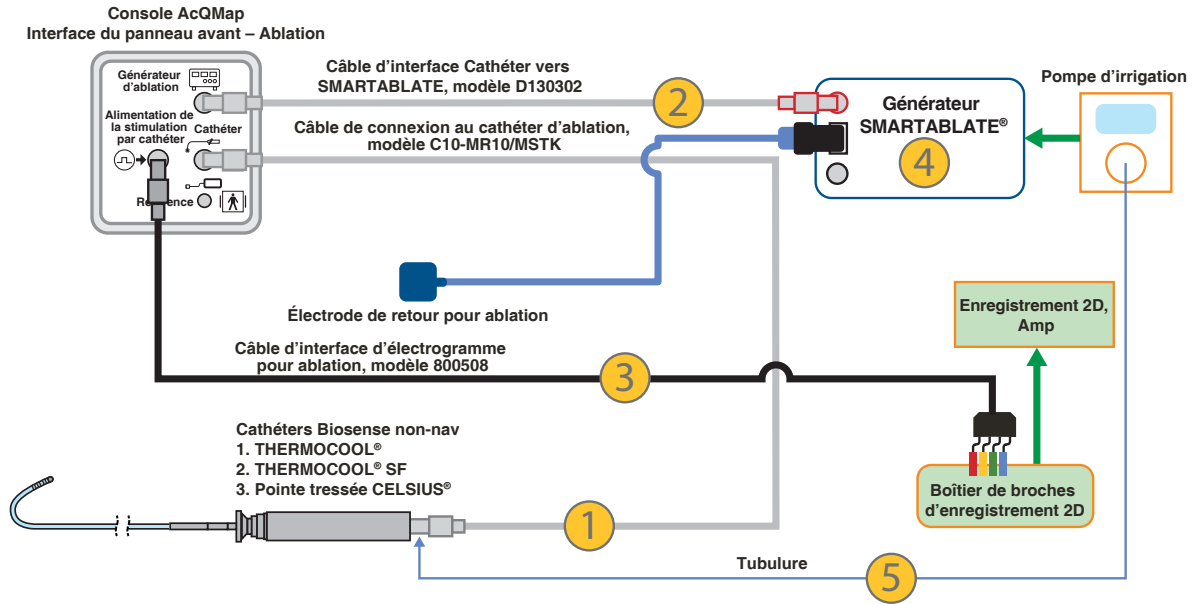 Console AcQMap
Interface du panneau avant – Ablation
Générateur
d'ablation
Alimentation de
la stimulation
par cathéter
Cathéter
Référence
Câble d'interface Cathéter vers
SMARTABLATE, modèle D130302
2
Câble de connexion au cathéter d'ablation,
modèle C10-MR10/MSTK
Générateur
SMARTABLATE®
4
Pompe d'irrigation
Électrode de retour pour ablation
Câble d'interface d'électrogramme
pour ablation, modèle 800508
3
Enregistrement 2D,
Amp
Boîtier de broches
d'enregistrement 2D
Cathéters Biosense non-nav
1. THERMOCOOL®
2. THERMOCOOL® SF
3. Pointe tressée CELSIUS®
1
Tubulure
5